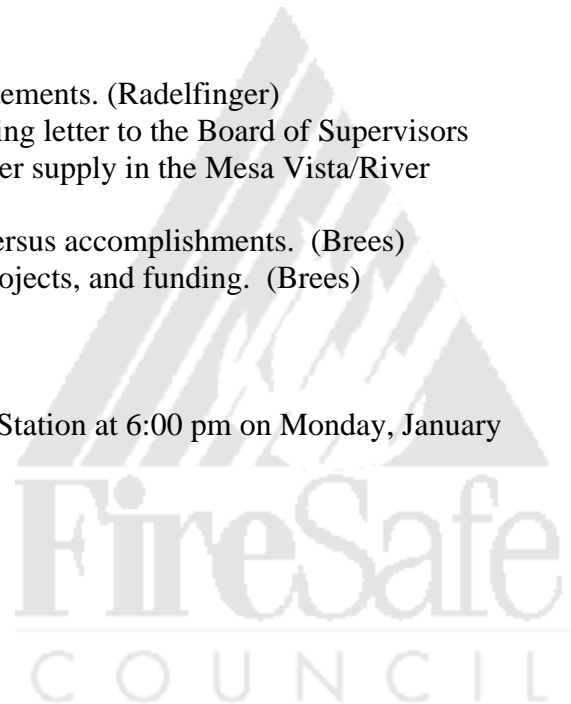 ements. (Radelfinger)
ing letter to the Board of Supervisors
er supply in the Mesa Vista/River
ersus accomplishments. (Brees)
ojects, and funding. (Brees)
Station at 6:00 pm on Monday, January
FireSafe
COUNCIL